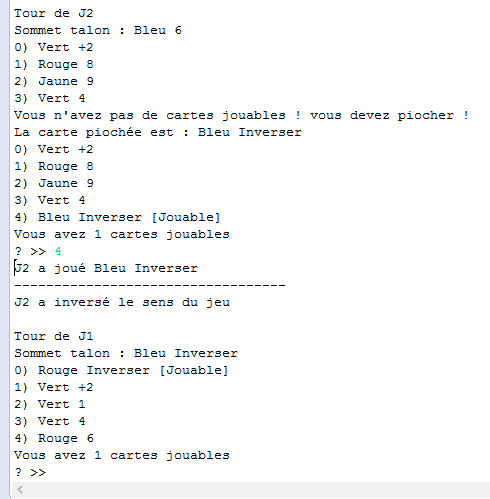 Tour de J2
Sommet talon : Bleu 6
0) Vert +2
1) Rouge 8
2) Jaune 9
3) Vert 4
Vous n'avez pas de cartes jouables ! vous devez piocher !
La carte piochée est : Bleu Inverser
0) Vert +2
1) Rouge 8
2) Jaune 9
3) Vert 4
4) Bleu Inverser [Jouable]
Vous avez 1 cartes jouables
? >> 4
J2 a joué Bleu Inverser
----------------------------------
J2 a inversé le sens du jeu
Tour de J1
Sommet talon : Bleu Inverser
0) Rouge Inverser [Jouable]
1) Vert +2
2) Vert 1
3) Vert 4
4) Rouge 6
Vous avez 1 cartes jouables
? >>